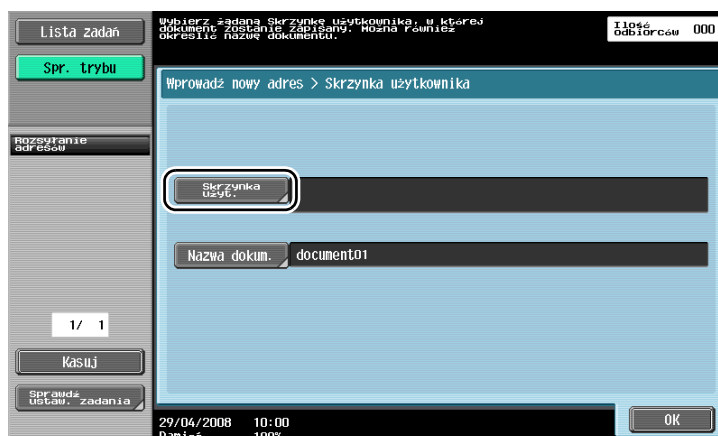 Lista zadań
Wybierz żądaną Skrzynkę użytkownika, w której
dokument zostanie zapisany. Można również
określić nazwę dokumentu.
Ilość
odbiorców 000
Spr. trybu
Wprowadź nowy adres > Skrzynka użytkownika
Rozsyłanie
adresów
Skrzynka
użyt.
Nazwa dokum. document01
1/ 1
Kasuj
Sprawdź
ustaw. zadania
29/04/2008 10:00
OK
Pamięć 100%